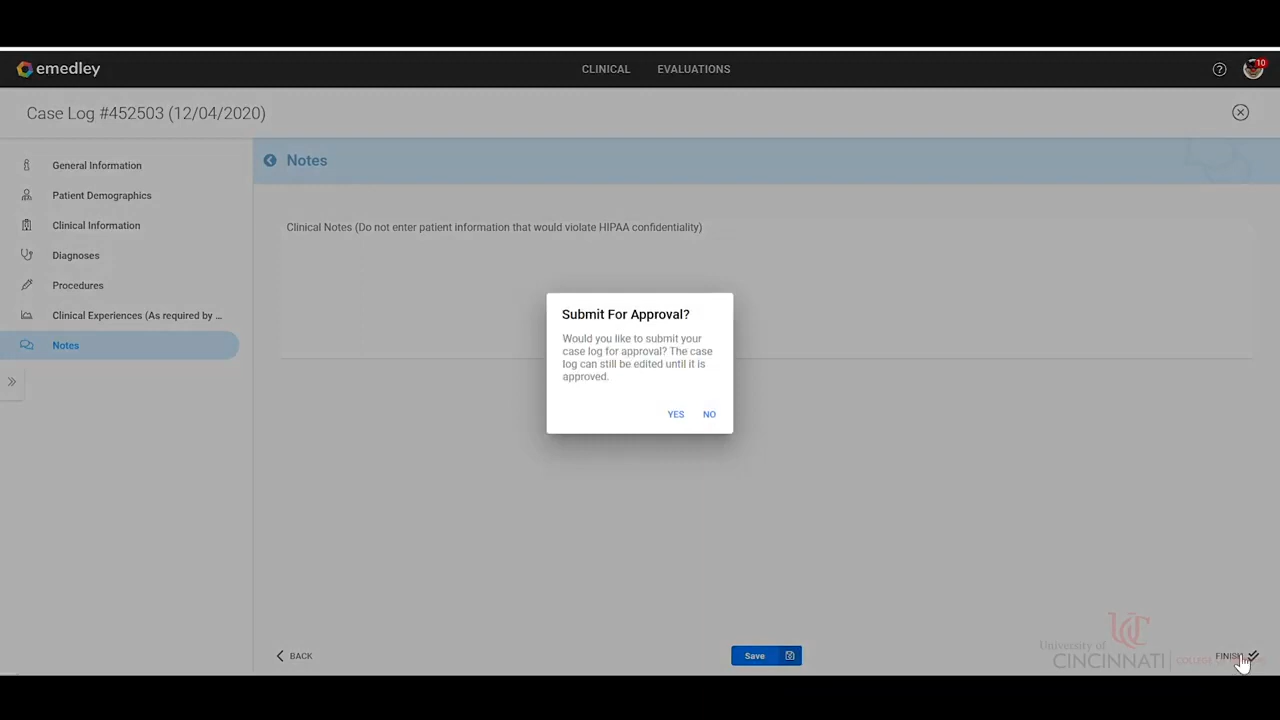 emedley
CLINICAL
EVALUATIONS
10
Case Log #452503 (12/04/2020)
General Information
Patient Demographics
Clinical Information
Diagnoses
Procedures
Clinical Experiences (As required by ...
Notes
Notes
Clinical Notes (Do not enter patient information that would violate HIPAA confidentiality)
Submit For Approval?
Would you like to submit your
case log for approval? The case
log can still be edited until it is
approved.
YES
NO
BACK
Save
University of
CINCINNATI